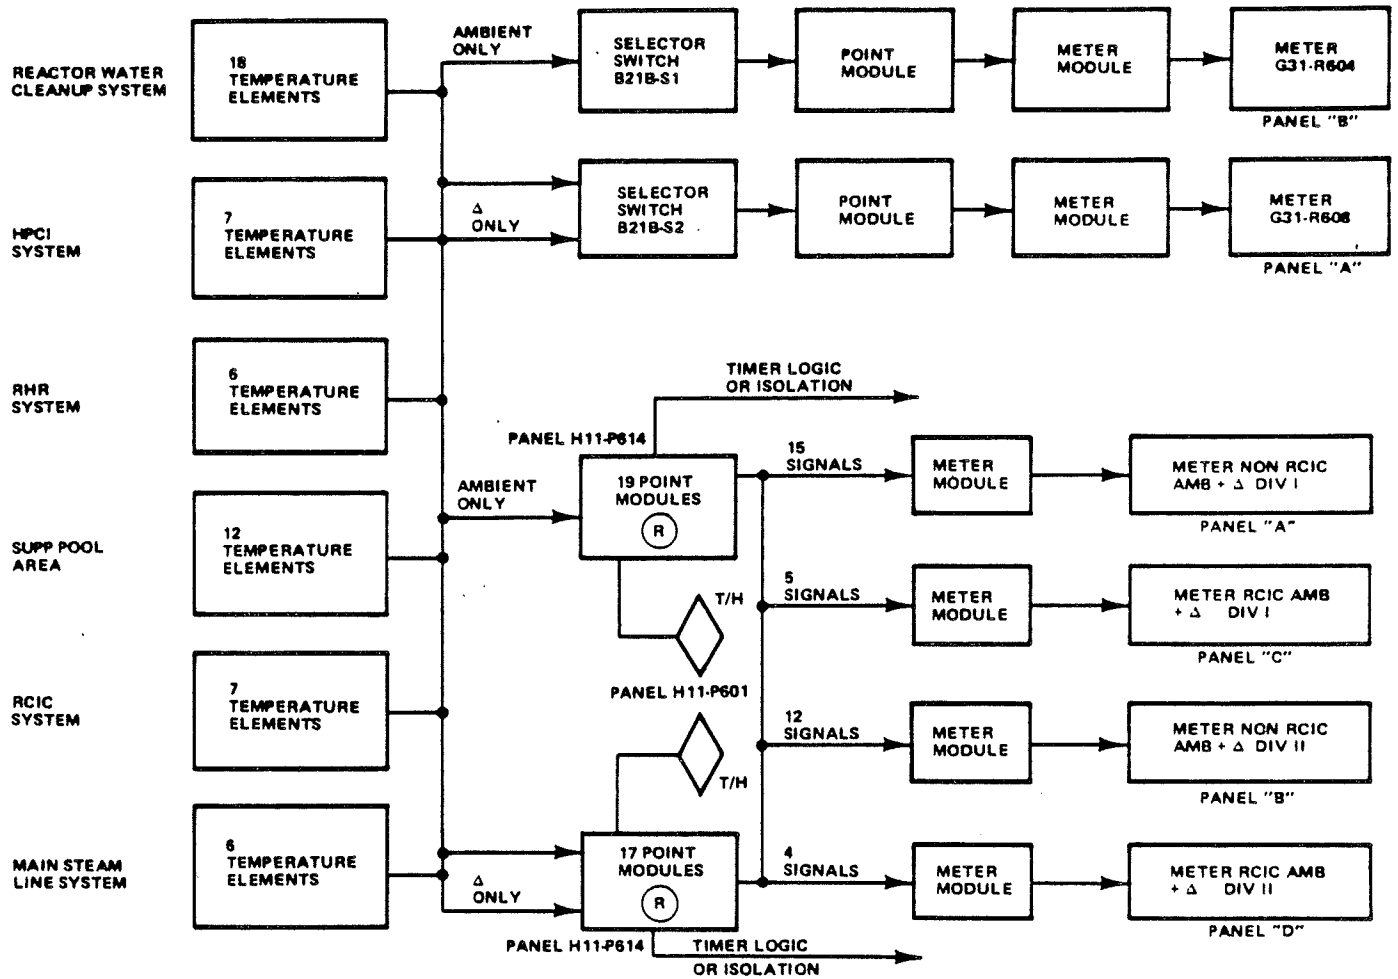 REACTOR WATER
CLEANUP SYSTEM
18
TEMPERATURE
ELEMENTS
AMBIENT
ONLY
SELECTOR
SWITCH
B21B-S1
POINT
MODULE
METER
MODULE
METER
G31-R604
PANEL "B"
HPCI
SYSTEM
7
TEMPERATURE
ELEMENTS
Δ
ONLY
SELECTOR
SWITCH
B21B-S2
POINT
MODULE
METER
MODULE
METER
G31-R608
PANEL "A"
RHR
SYSTEM
6
TEMPERATURE
ELEMENTS
TIMER LOGIC
OR ISOLATION
PANEL H11-P614
SUPP POOL
AREA
12
TEMPERATURE
ELEMENTS
AMBIENT
ONLY
19 POINT
MODULES
R
15
SIGNALS
METER
MODULE
METER NON RCIC
AMB + Δ DIV I
PANEL "A"
T/H
PANEL H11-P601
5
SIGNALS
METER
MODULE
METER RCIC AMB
+ Δ DIV I
PANEL "C"
RCIC
SYSTEM
7
TEMPERATURE
ELEMENTS
T/H
12
SIGNALS
METER
MODULE
METER NON RCIC
AMB + Δ DIV II
PANEL "B"
MAIN STEAM
LINE SYSTEM
6
TEMPERATURE
ELEMENTS
Δ
ONLY
17 POINT
MODULES
R
4
SIGNALS
METER
MODULE
METER RCIC AMB
+ Δ DIV II
PANEL "D"
PANEL H11-P614
TIMER LOGIC
OR ISOLATION